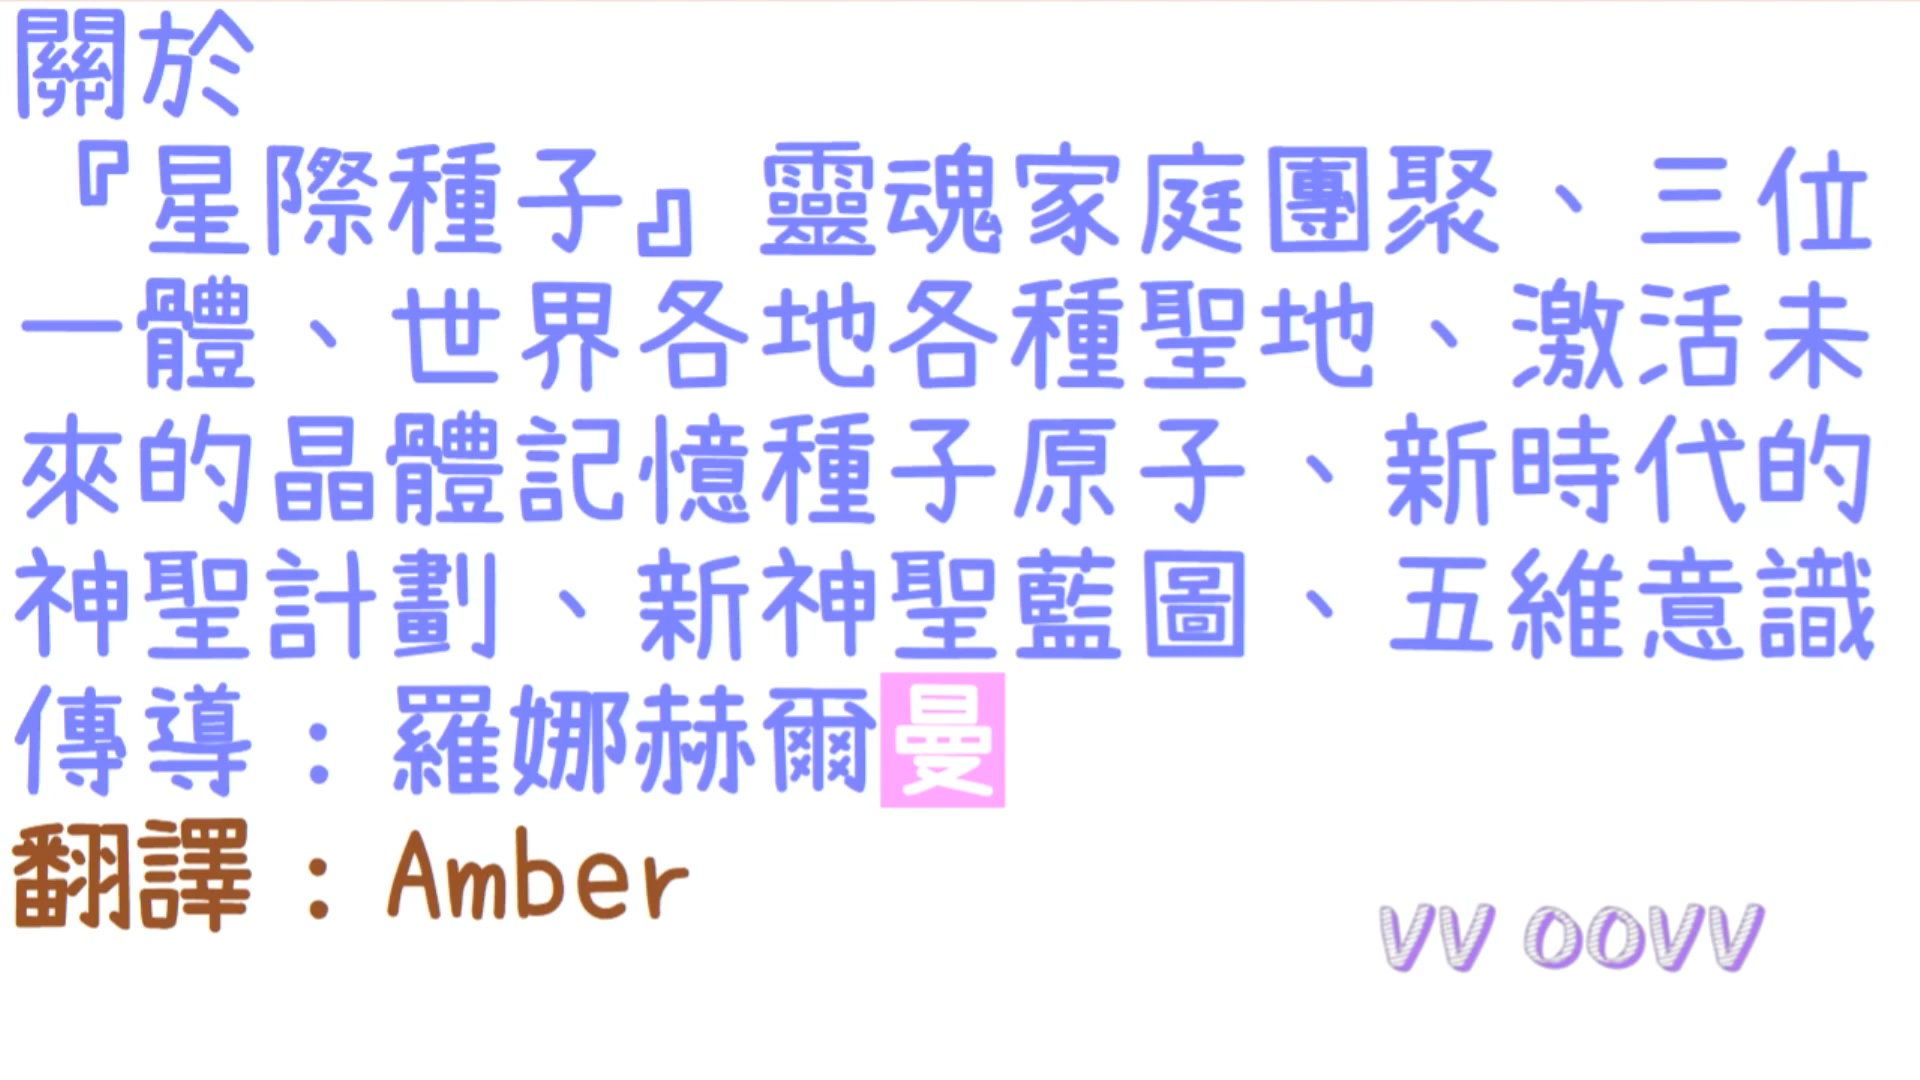 關於
『星際種子』靈魂家庭團聚、三位
一體、世界各地各種聖地、激活未
來的晶體記憶種子原子、新時代的
神聖計劃、新神聖藍圖、五維意識
傳導：羅娜赫爾曼
翻譯：Amber
VV OOVV